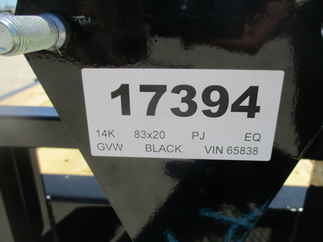 17394
14K 83x20 PJ EQ
GVW BLACK VIN 65838